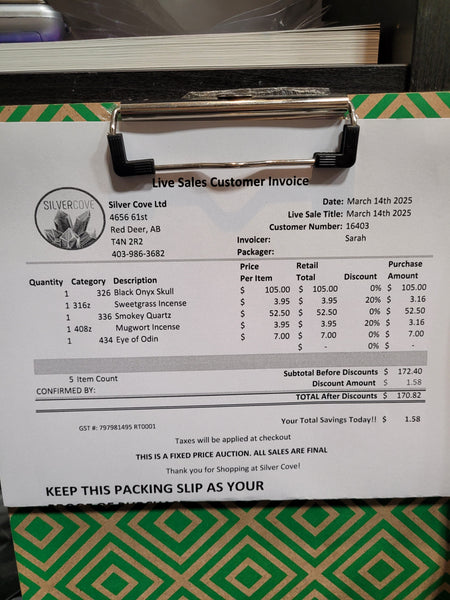 Live Sales Customer Invoice
SILVERCOVE
Silver Cove Ltd
4656 61st
Red Deer, AB
T4N 2R2
403-986-3682
Date: March 14th 2025
Live Sale Title: March 14th 2025
Customer Number: 16403
Invoicer: Sarah
Packager:
Quantity Category Description Price Per Item Retail Total Discount Purchase Amount
1 326 Black Onyx Skull $ 105.00 $ 105.00 0% $ 105.00
1 316z Sweetgrass Incense $ 3.95 $ 3.95 20% $ 3.16
1 336 Smokey Quartz $ 52.50 $ 52.50 0% $ 52.50
1 408z Mugwort Incense $ 3.95 $ 3.95 20% $ 3.16
1 434 Eye of Odin $ 7.00 $ 7.00 0% $ 7.00
$ - 0% $ -
Subtotal Before Discounts $ 172.40
5 Item Count Discount Amount $ 1.58
CONFIRMED BY: TOTAL After Discounts $ 170.82
GST #: 797981495 RT0001 Your Total Savings Today!! $ 1.58
Taxes will be applied at checkout
THIS IS A FIXED PRICE AUCTION. ALL SALES ARE FINAL
Thank you for Shopping at Silver Cove!
KEEP THIS PACKING SLIP AS YOUR